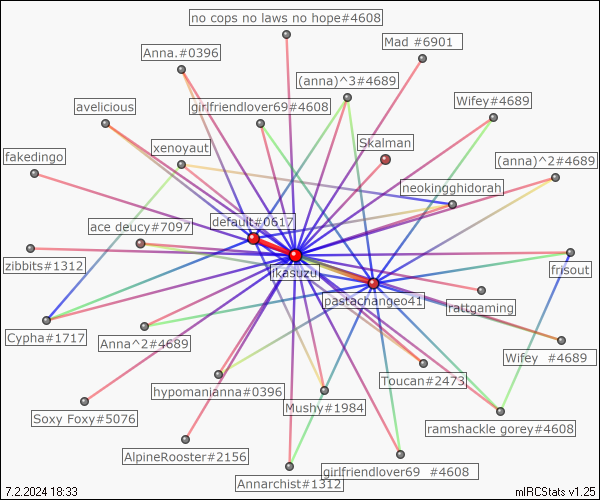 no cops no laws no hope#4608
Mad #6901
Anna.#0396
(anna)^3#4689
avelicious
girlfriendlover69#4608
Wifey#4689
xenoyaut
Skalman
fakedingo
(anna)^2#4689
neokingghidorah
default#0617
ace deucy#7097
zibbits#1312
jkasuzu
frisout
pastachangeo41
rattgaming
Cypha#1717
Anna^2#4689
Wifey #4689
hypomanianna#0396
Toucan#2473
Mushy#1984
Soxy Foxy#5076
ramshackle gorey#4608
AlpineRooster#2156
girlfriendlover69 #4608
Annarchist#1312
7.2.2024 18:33
mIRCStats v1.25